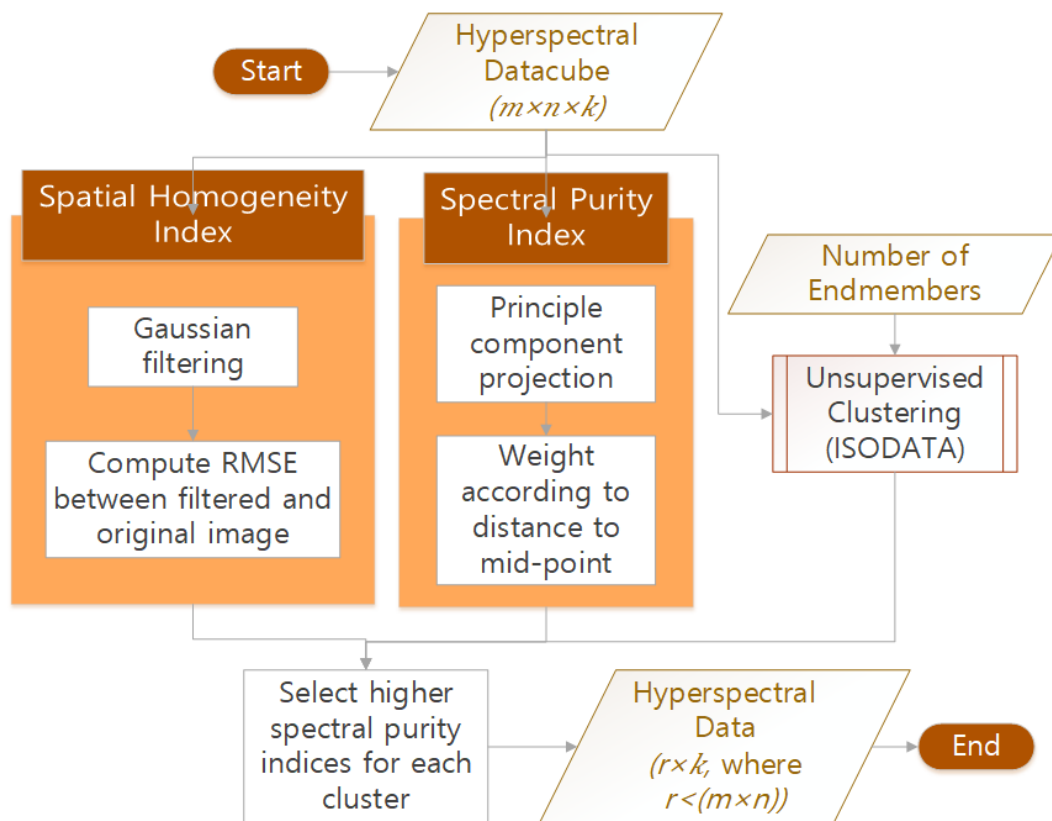 Start
Hyperspectral
Datacube
(m×n×k)
Spatial Homogeneity
Index
Gaussian
filtering
Compute RMSE
between filtered and
original image
Spectral Purity
Index
Principle
component
projection
Weight
according to
distance to
mid-point
Number of
Endmembers
Unsupervised
Clustering
(ISODATA)
Select higher
spectral purity
indices for each
cluster
Hyperspectral
Data
(r×k, where
r<(m×n))
End